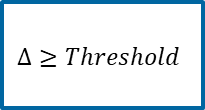 Δ ≥ Threshold